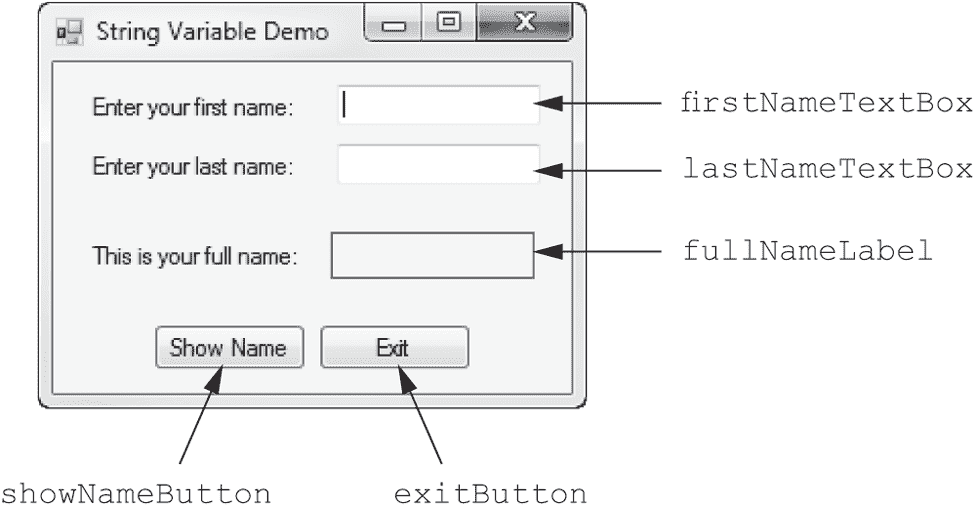 String Variable Demo
Enter your first name:
firstNameTextBox
Enter your last name:
lastNameTextBox
This is your full name:
fullNameLabel
Show Name
Exit
showNameButton
exitButton